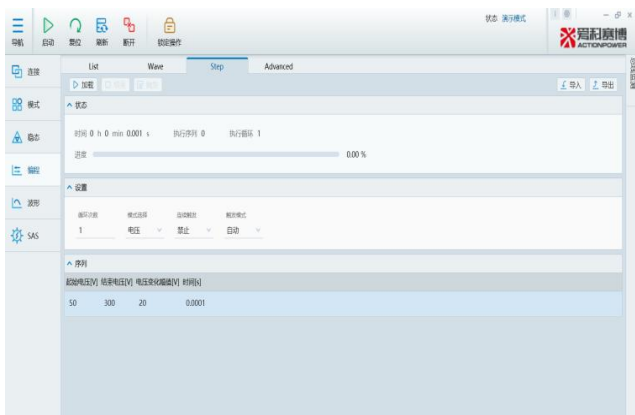 导航 启动 复位 刷新 断开 锁定操作
状态 演示模式
爱科赛博
ACTIONPOWER
连接
模式
稳态
编程
波形
SAS
List Wave Step Advanced
加载
导入 导出
状态
时间 0 h 0 min 0.001 s 执行序列 0 执行循环 1
进度 0.00 %
设置
循环次数 模式选择 连续触发 触发模式
1 电压 禁止 自动
序列
起始电压[V] 结束电压[V] 电压变化幅值[V] 时间[s]
50 300 20 0.0001